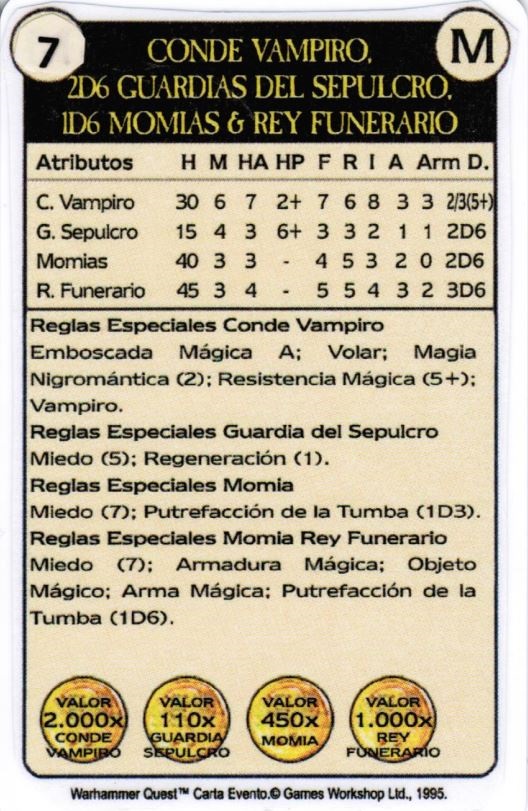 7
M
CONDE VAMPIRO,
2D6 GUARDIAS DEL SEPULCRO,
1D6 MOMIAS & REY FUNERARIO
Atributos H M HA HP F R I A Arm D.
C. Vampiro 30 6 7 2+ 7 6 8 3 3 2/3(5+)
G. Sepulcro 15 4 3 6+ 3 3 2 1 1 2D6
Momias 40 3 3 - 4 5 3 2 0 2D6
R. Funerario 45 3 4 - 5 5 4 3 2 3D6
Reglas Especiales Conde Vampiro
Emboscada Mágica A; Volar; Magia
Nigromántica (2); Resistencia Mágica (5+);
Vampiro.
Reglas Especiales Guardia del Sepulcro
Miedo (5); Regeneración (1).
Reglas Especiales Momia
Miedo (7); Putrefacción de la Tumba (1D3).
Reglas Especiales Momia Rey Funerario
Miedo (7); Armadura Mágica; Objeto
Mágico; Arma Mágica; Putrefacción de la
Tumba (1D6).
VALOR
2.000x
CONDE
VAMPIRO
VALOR
110x
GUARDIA
SEPULCRO
VALOR
450x
MOMIA
VALOR
1.000x
REY
FUNERARIO
Warhammer Quest™ Carta Evento.© Games Workshop Ltd., 1995.